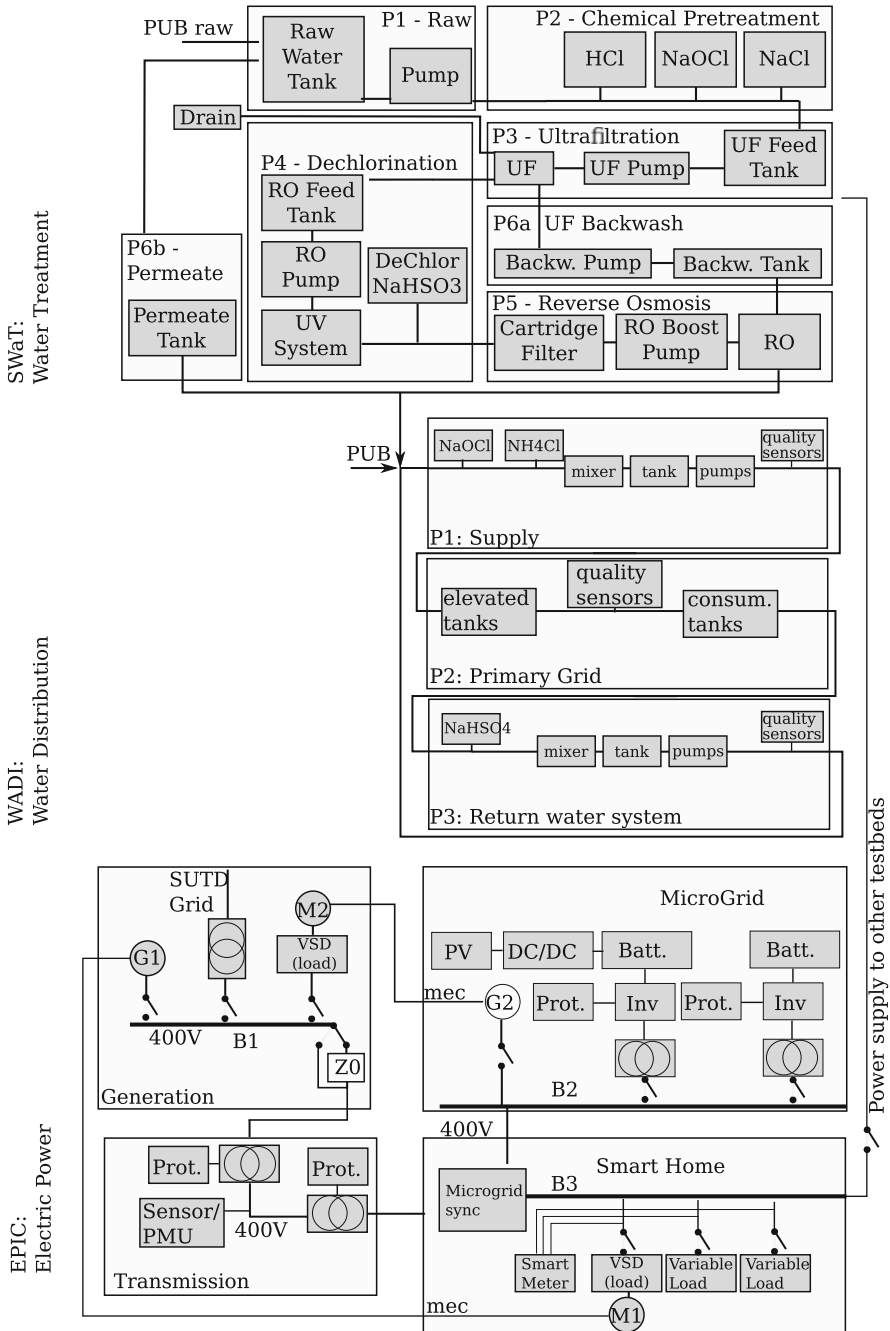 PUB raw
P1 - Raw
Raw
Water
Tank
Pump
P2 - Chemical Pretreatment
HCl
NaOCl
NaCl
Drain
P3 - Ultrafiltration
UF
UF Pump
UF Feed
Tank
P4 - Dechlorination
RO Feed
Tank
RO
Pump
DeChlor
NaHSO3
UV
System
P6a UF Backwash
Backw. Pump
Backw. Tank
P6b -
Permeate
Permeate
Tank
P5 - Reverse Osmosis
Cartridge
Filter
RO Boost
Pump
RO
SWaT:
Water Treatment
PUB
NaOCl
NH4Cl
mixer
tank
pumps
quality
sensors
P1: Supply
elevated
tanks
quality
sensors
consum.
tanks
P2: Primary Grid
NaHSO4
mixer
tank
pumps
quality
sensors
P3: Return water system
WADI:
Water Distribution
Power supply to other testbeds
SUTD
Grid
M2
G1
VSD
(load)
400V
B1
Z0
Generation
MicroGrid
PV
DC/DC
Batt.
Batt.
mec
G2
Prot.
Inv
Prot.
Inv
B2
400V
Prot.
Prot.
Sensor/
PMU
400V
Transmission
Smart Home
Microgrid
sync
B3
Smart
Meter
VSD
(load)
Variable
Load
Variable
Load
mec
M1
EPIC:
Electric Power